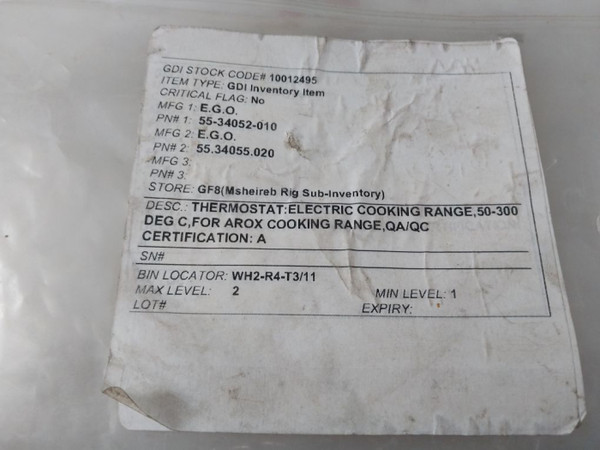 GDI STOCK CODE# 10012495
ITEM TYPE: GDI Inventory Item
CRITICAL FLAG: No
MFG 1: E.G.O.
PN# 1: 55-34052-010
MFG 2: E.G.O.
PN# 2: 55.34055.020
MFG 3:
PN# 3:
STORE: GF8(Msheireb Rig Sub-Inventory)
DESC.: THERMOSTAT:ELECTRIC COOKING RANGE,50-300
DEG C,FOR AROX COOKING RANGE,QA/QC
CERTIFICATION: A
SN#
BIN LOCATOR: WH2-R4-T3/11
MAX LEVEL: 2 MIN LEVEL: 1
LOT# EXPIRY: